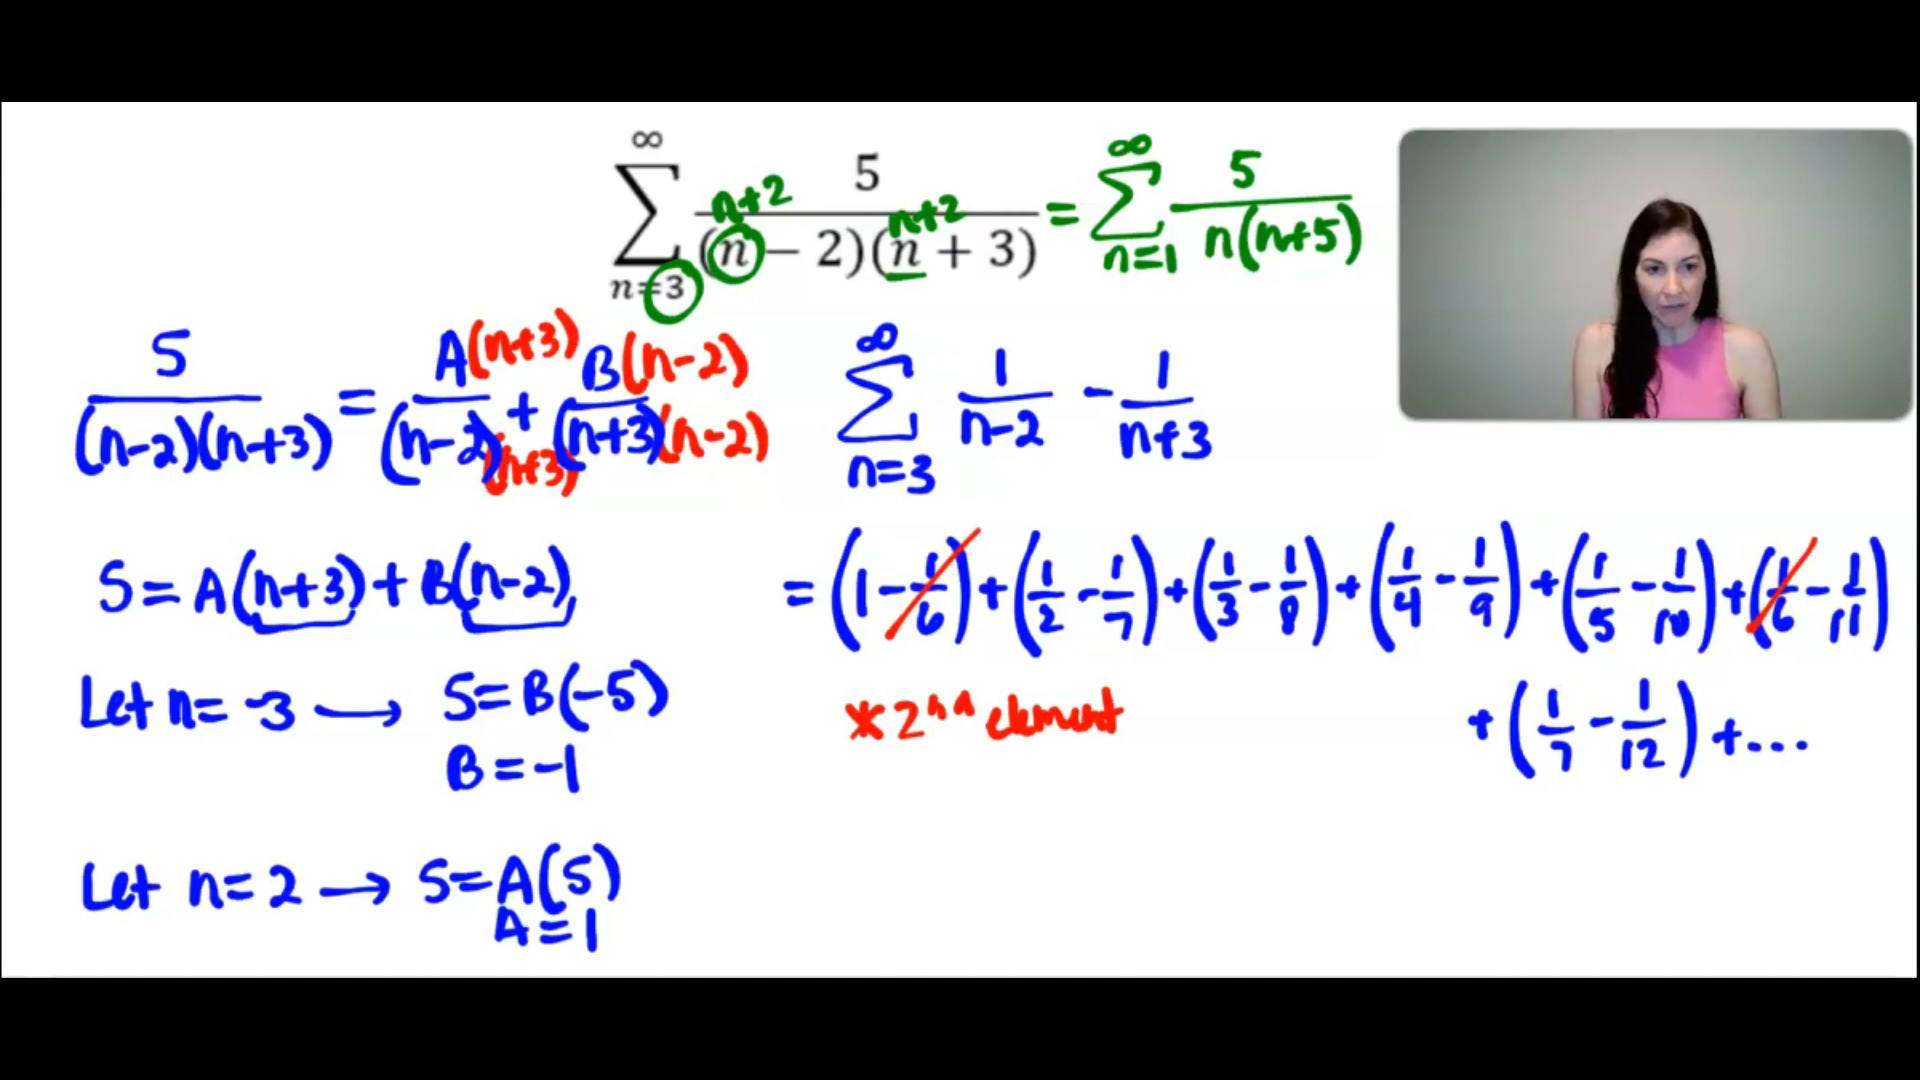 ∞ 5 ∞ 5
Σ n+2 n+2 = Σ
(n − 2)(n + 3) n(n+5)
n=3 n=1
5/((n-2)(n+3)) = A(n+3)/((n-2)(n+3)) + B(n-2)/((n+3)(n-2))
∞
Σ 1/(n-2) - 1/(n+3)
n=3
5=A(n+3)+B(n-2)
= (1-1/6)+(1/2-1/7)+(1/3-1/8)+(1/4-1/9)+(1/5-1/10)+(1/6-1/11)
+(1/7-1/12)+...
*2nd element
Let n=-3 → 5=B(-5)
B=-1
Let n=2 → 5=A(5)
A=1